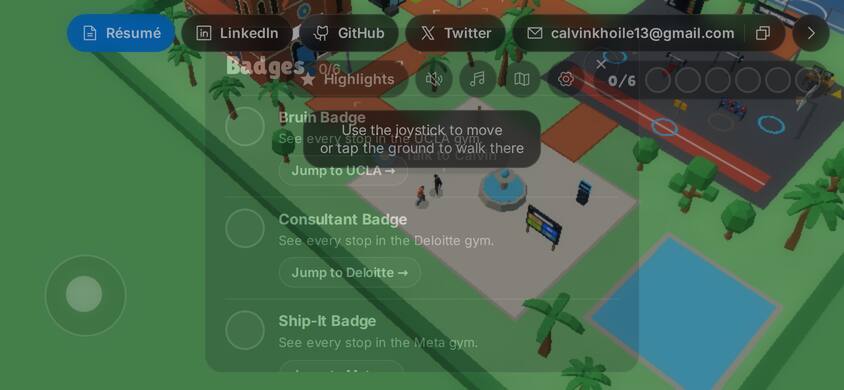 Résumé
LinkedIn
GitHub
Twitter
calvinkhoile13@gmail.com
Badges 0/6
Highlights
0/6
Bruin Badge
See every stop in the UCLA gym.
Jump to UCLA →
Use the joystick to move
or tap the ground to walk there
Talk to Calvin
Consultant Badge
See every stop in the Deloitte gym.
Jump to Deloitte →
Ship-It Badge
See every stop in the Meta gym.